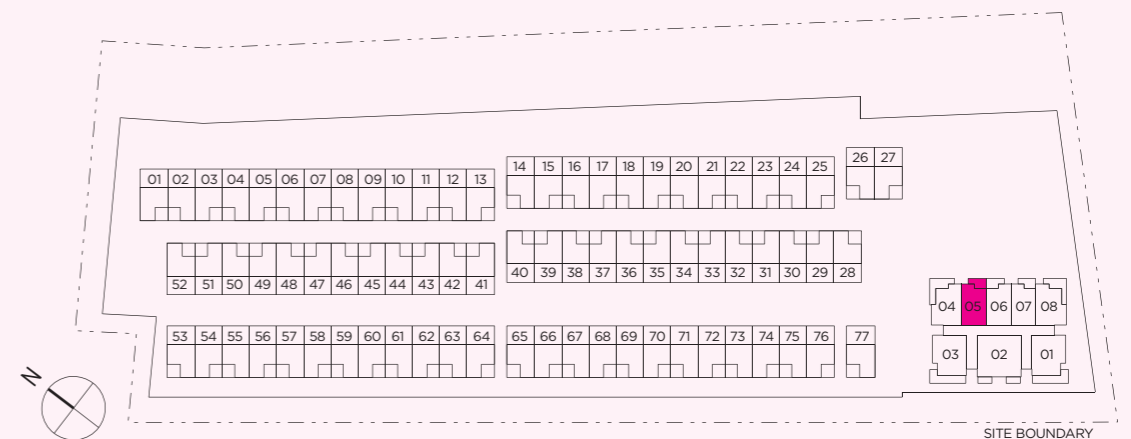 14 15 16 17 18 19 20 21 22 23 24 25
26 27
01 02 03 04 05 06 07 08 09 10 11 12 13
40 39 38 37 36 35 34 33 32 31 30 29 28
52 51 50 49 48 47 46 45 44 43 42 41
04 05 06 07 08
53 54 55 56 57 58 59 60 61 62 63 64
65 66 67 68 69 70 71 72 73 74 75 76
77
03 02 01
N
SITE BOUNDARY